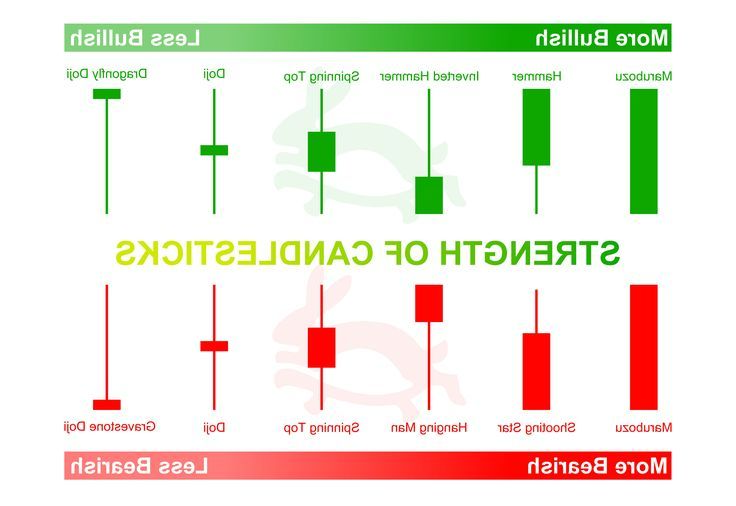 More Bullish Less Bullish
Marubozu Hammer Inverted Hammer Spinning Top Doji Dragonfly Doji
STRENGTH OF CANDLESTICKS
Marubozu Shooting Star Hanging Man Spinning Top Doji Gravestone Doji
More Bearish Less Bearish